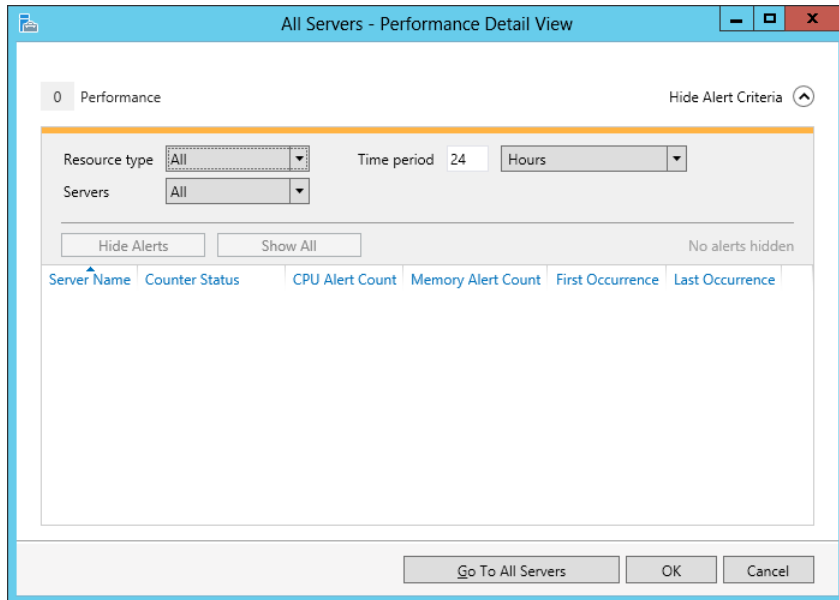 All Servers - Performance Detail View
0 Performance Hide Alert Criteria
Resource type All Time period 24 Hours
Servers All
Hide Alerts Show All No alerts hidden
Server Name Counter Status CPU Alert Count Memory Alert Count First Occurrence Last Occurrence
Go To All Servers OK Cancel